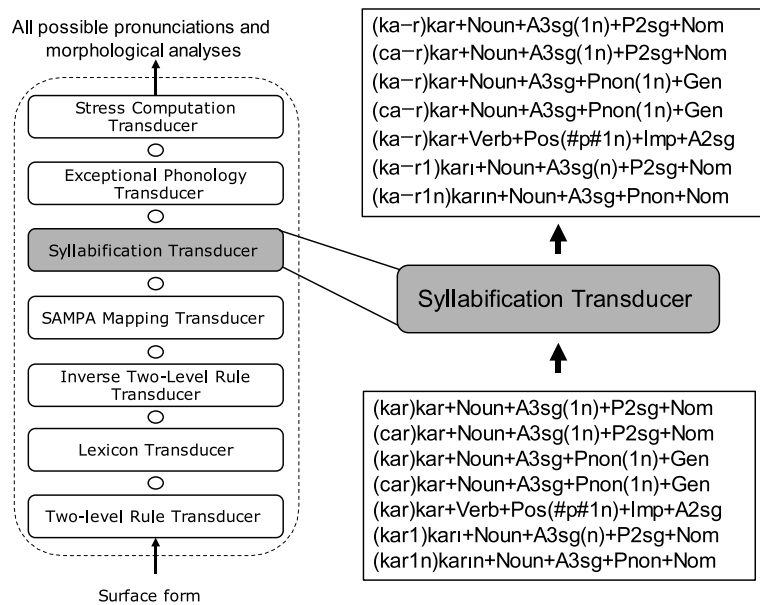 All possible pronunciations and
morphological analyses
Stress Computation
Transducer
Exceptional Phonology
Transducer
Syllabification Transducer
SAMPA Mapping Transducer
Inverse Two-Level Rule
Transducer
Lexicon Transducer
Two-level Rule Transducer
Surface form
(ka–r)kar+Noun+A3sg(1n)+P2sg+Nom
(ca–r)kar+Noun+A3sg(1n)+P2sg+Nom
(ka–r)kar+Noun+A3sg+Pnon(1n)+Gen
(ca–r)kar+Noun+A3sg+Pnon(1n)+Gen
(ka–r)kar+Verb+Pos(#p#1n)+Imp+A2sg
(ka–r1)karı+Noun+A3sg(n)+P2sg+Nom
(ka–r1n)karın+Noun+A3sg+Pnon+Nom
Syllabification Transducer
(kar)kar+Noun+A3sg(1n)+P2sg+Nom
(car)kar+Noun+A3sg(1n)+P2sg+Nom
(kar)kar+Noun+A3sg+Pnon(1n)+Gen
(car)kar+Noun+A3sg+Pnon(1n)+Gen
(kar)kar+Verb+Pos(#p#1n)+Imp+A2sg
(kar1)karı+Noun+A3sg(n)+P2sg+Nom
(kar1n)karın+Noun+A3sg+Pnon+Nom